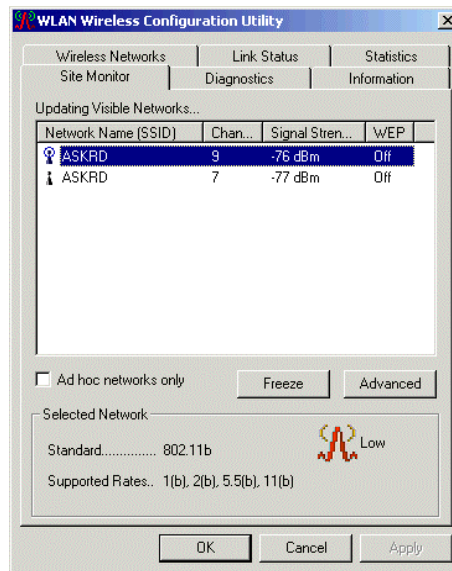 WLAN Wireless Configuration Utility
Wireless Networks Link Status Statistics
Site Monitor Diagnostics Information
Updating Visible Networks...
Network Name (SSID) Chan... Signal Stren... WEP
ASKRD 9 -76 dBm Off
ASKRD 7 -77 dBm Off
Ad hoc networks only Freeze Advanced
Selected Network
Low
Standard.............. 802.11b
Supported Rates.. 1(b), 2(b), 5.5(b), 11(b)
OK Cancel Apply